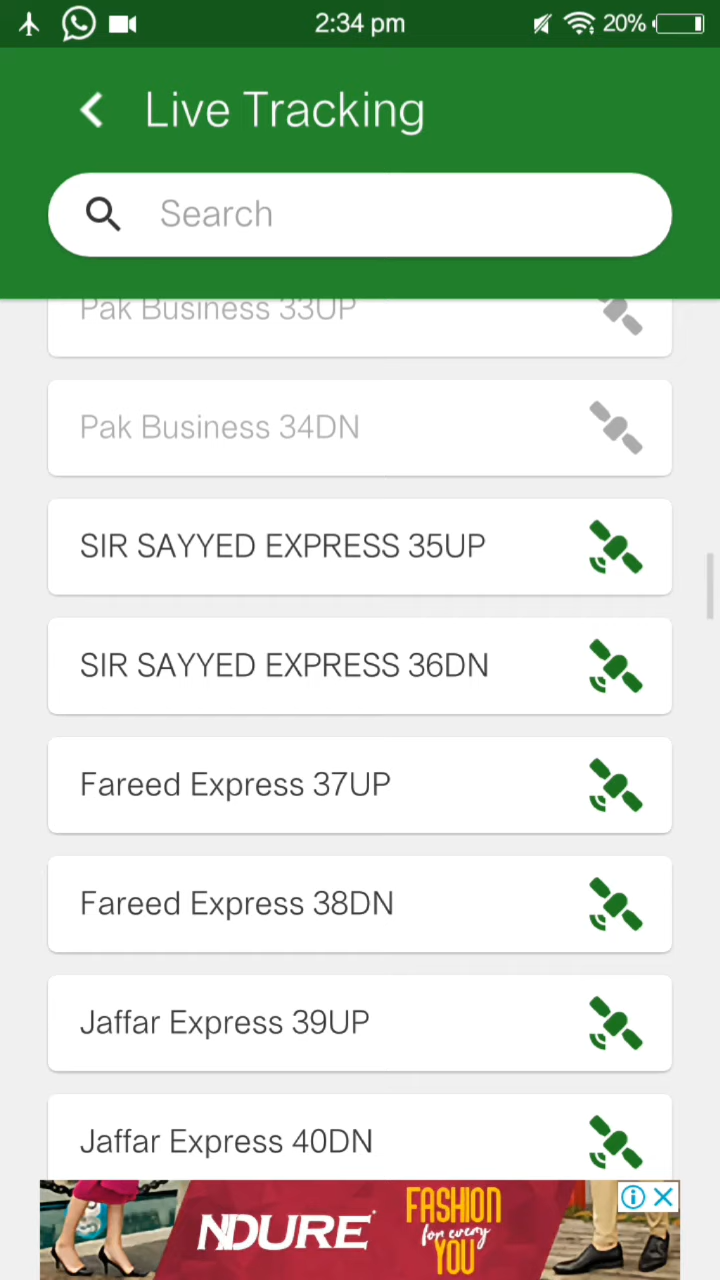 2:34 pm
20%
Live Tracking
Search
Pak Business 33UP
Pak Business 34DN
SIR SAYYED EXPRESS 35UP
SIR SAYYED EXPRESS 36DN
Fareed Express 37UP
Fareed Express 38DN
Jaffar Express 39UP
Jaffar Express 40DN
NDURE
FASHION
for every
YOU